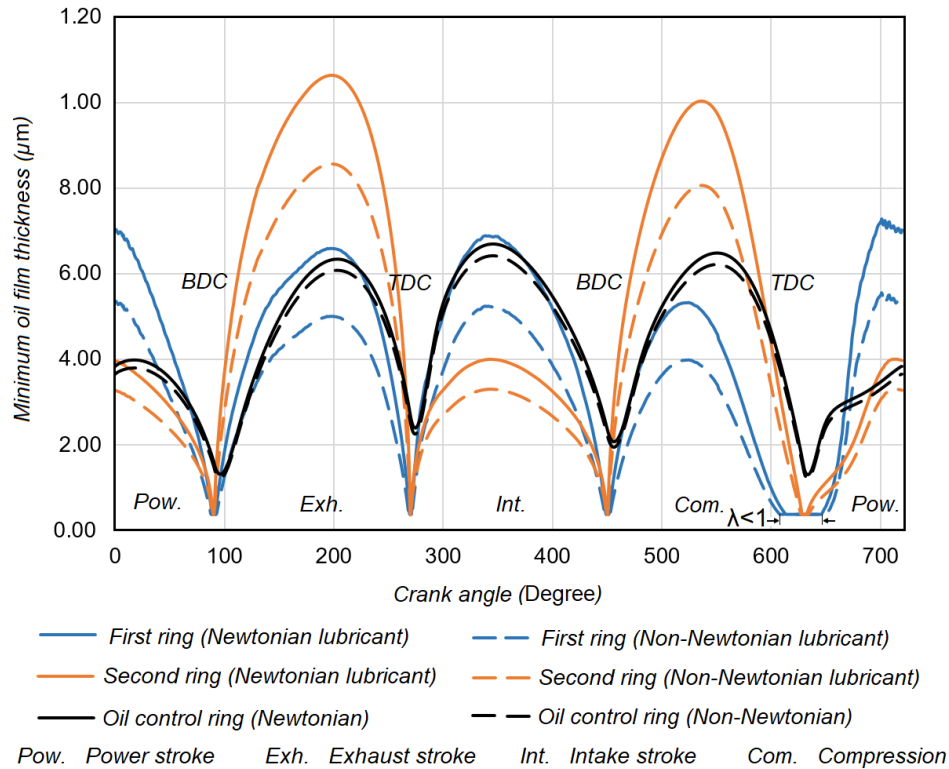 Minimum oil film thickness (μm)
1.20
1.00
8.00
6.00
4.00
2.00
0.00
BDC
TDC
BDC
TDC
Pow.
Exh.
Int.
Com.
λ<1
Pow.
0
100
200
300
400
500
600
700
Crank angle (Degree)
First ring (Newtonian lubricant)
First ring (Non-Newtonian lubricant)
Second ring (Newtonian lubricant)
Second ring (Non-Newtonian lubricant)
Oil control ring (Newtonian)
Oil control ring (Non-Newtonian)
Pow. Power stroke Exh. Exhaust stroke Int. Intake stroke Com. Compression